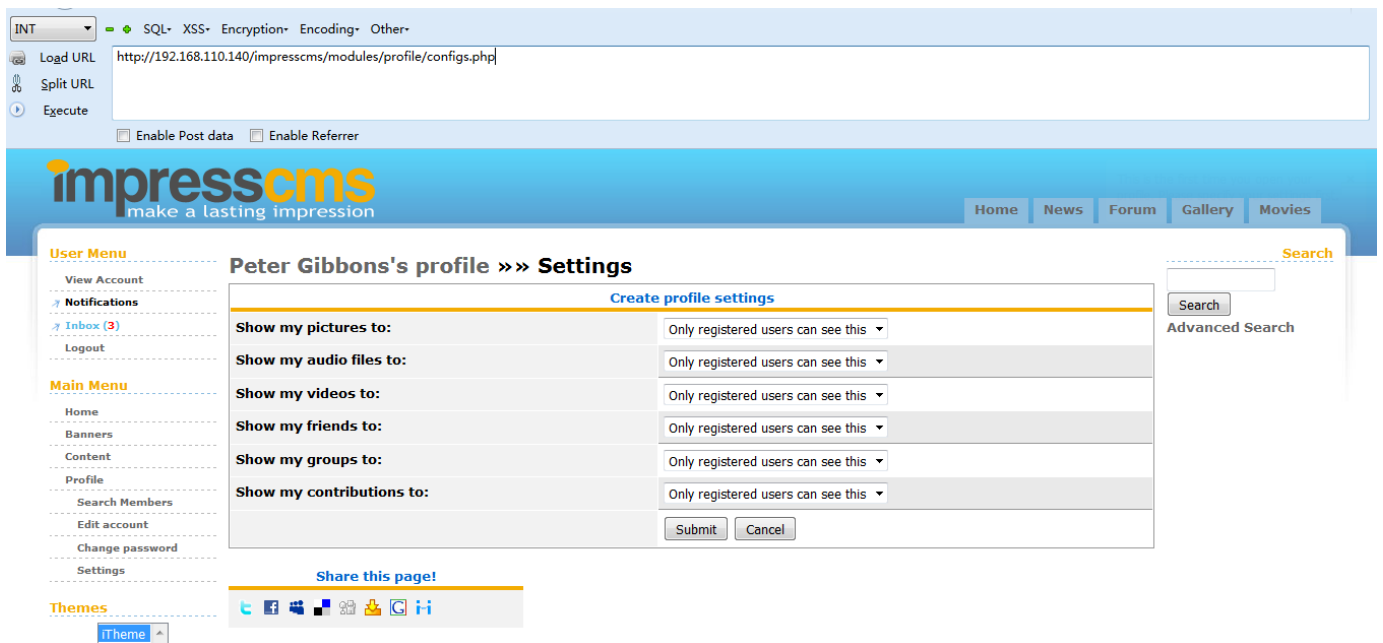 INT SQL- XSS- Encryption- Encoding- Other-
Load URL http://192.168.110.140/impresscms/modules/profile/configs.php
Split URL
Execute
Enable Post data Enable Referrer
impresscms
make a lasting impression
Home News Forum Gallery Movies
User Menu
View Account
Notifications
Inbox (3)
Logout
Main Menu
Home
Banners
Content
Profile
Search Members
Edit account
Change password
Settings
Themes
iTheme
Peter Gibbons's profile »» Settings
Create profile settings
Show my pictures to: Only registered users can see this
Show my audio files to: Only registered users can see this
Show my videos to: Only registered users can see this
Show my friends to: Only registered users can see this
Show my groups to: Only registered users can see this
Show my contributions to: Only registered users can see this
Submit Cancel
Share this page!
Search
Search
Advanced Search